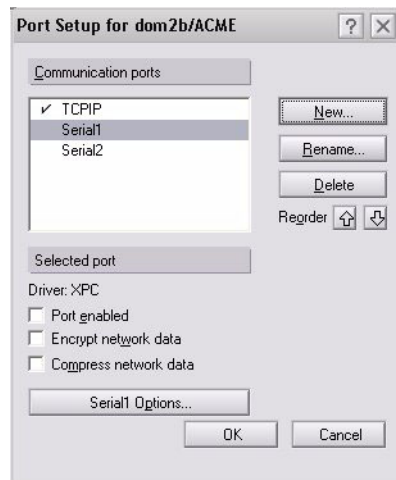 Port Setup for dom2b/ACME
Communication ports
✓ TCPIP
Serial1
Serial2
New...
Rename...
Delete
Reorder
Selected port
Driver: XPC
Port enabled
Encrypt network data
Compress network data
Serial1 Options...
OK
Cancel